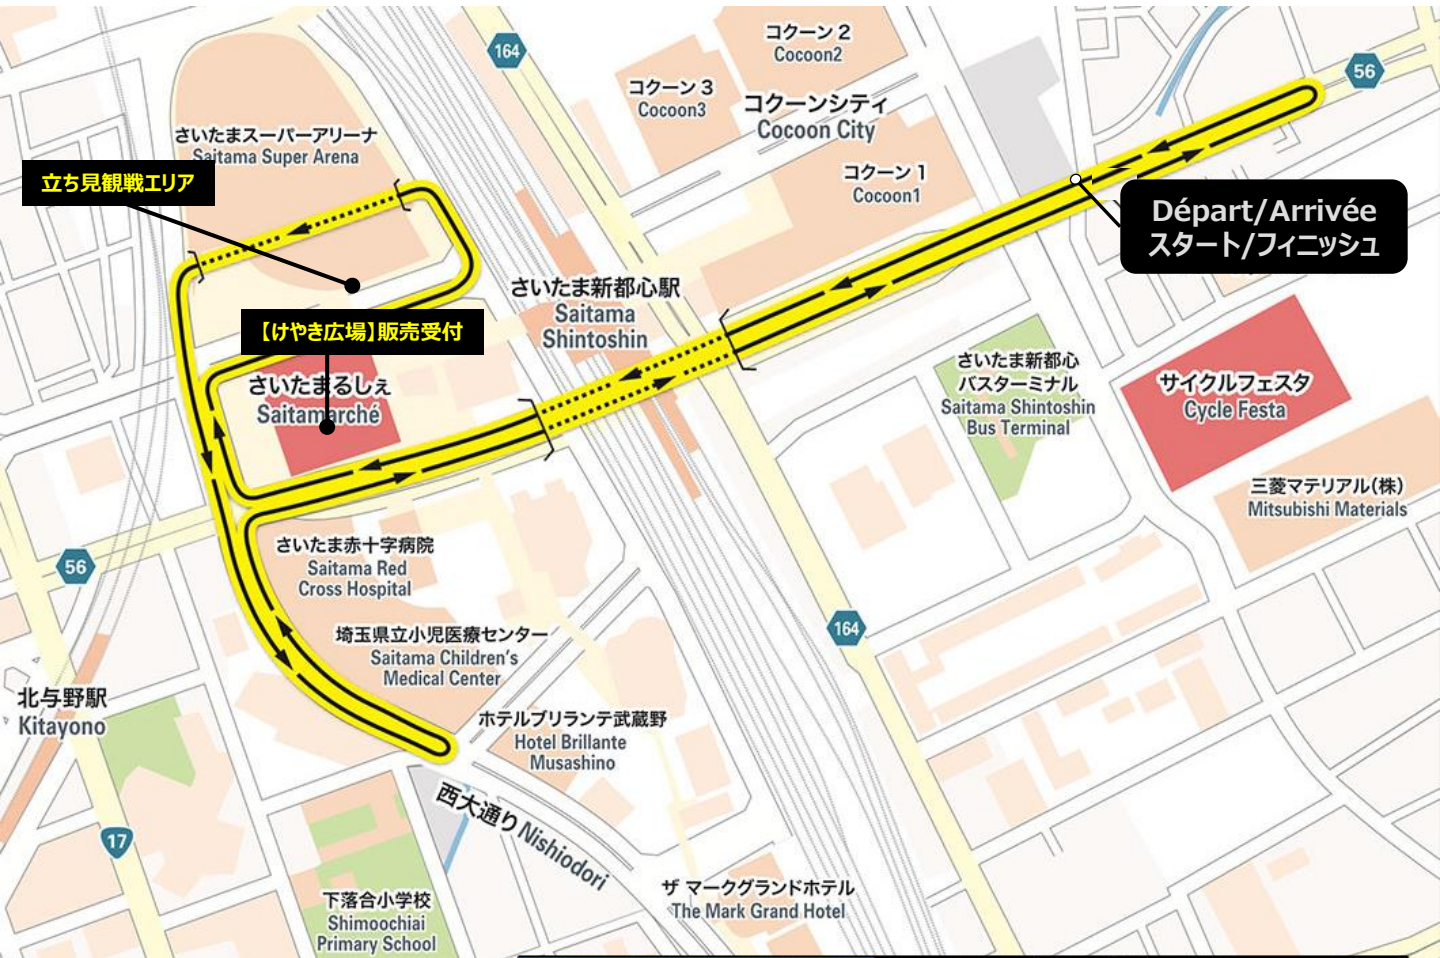 164
コクーン 2
Cocoon2
56
コクーン 3
Cocoon3
コクーンシティ
Cocoon City
さいたまスーパーアリーナ
Saitama Super Arena
コクーン 1
Cocoon1
立ち見観戦エリア
Départ/Arrivée
スタート/フィニッシュ
さいたま新都心駅
Saitama
Shintoshin
【けやき広場】販売受付
さいたまるしぇ
Saitamarché
さいたま新都心
バスターミナル
Saitama Shintoshin
Bus Terminal
サイクルフェスタ
Cycle Festa
三菱マテリアル(株)
Mitsubishi Materials
さいたま赤十字病院
Saitama Red
Cross Hospital
56
埼玉県立小児医療センター
Saitama Children's
Medical Center
164
北与野駅
Kitayono
ホテルブリランテ武蔵野
Hotel Brillante
Musashino
西大通り Nishiodori
17
下落合小学校
Shimoochiai
Primary School
ザ マークグランドホテル
The Mark Grand Hotel